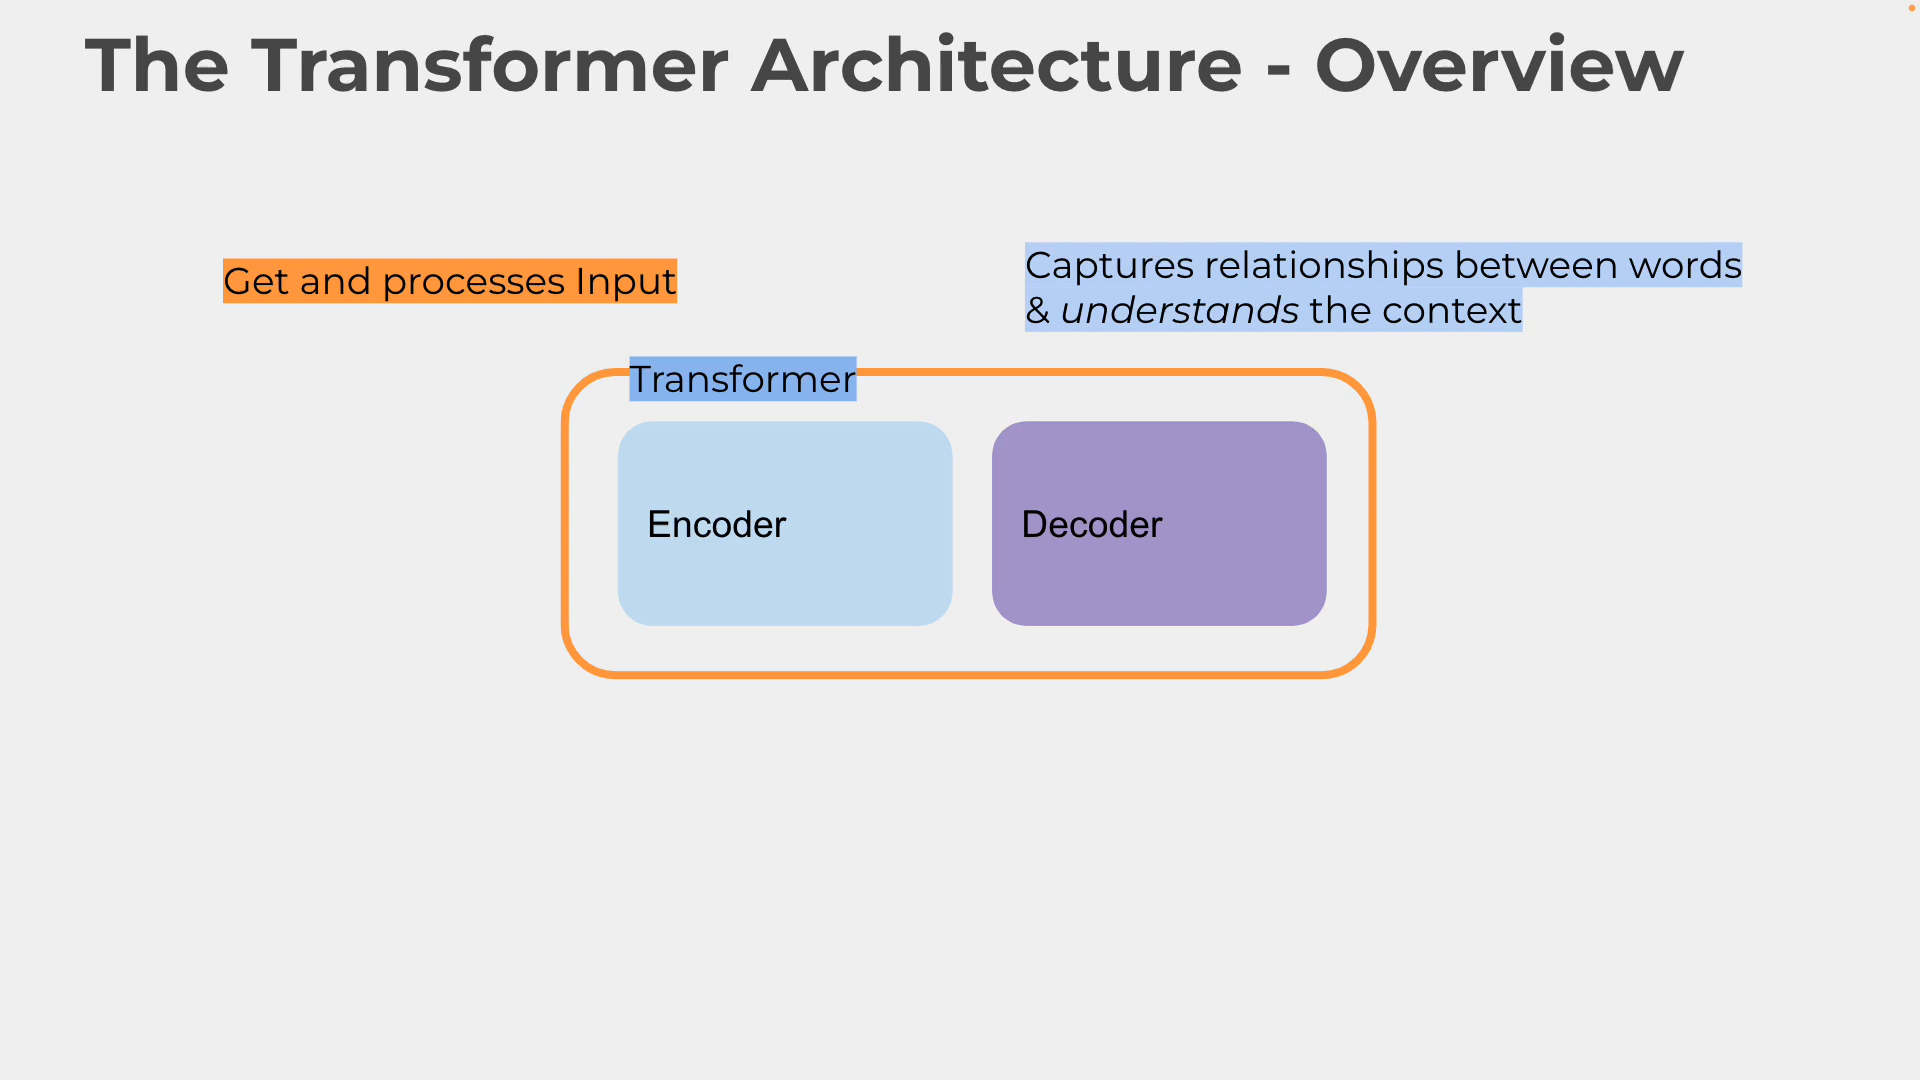 The Transformer Architecture - Overview
Get and processes Input
Captures relationships between words
& understands the context
Transformer
Encoder
Decoder